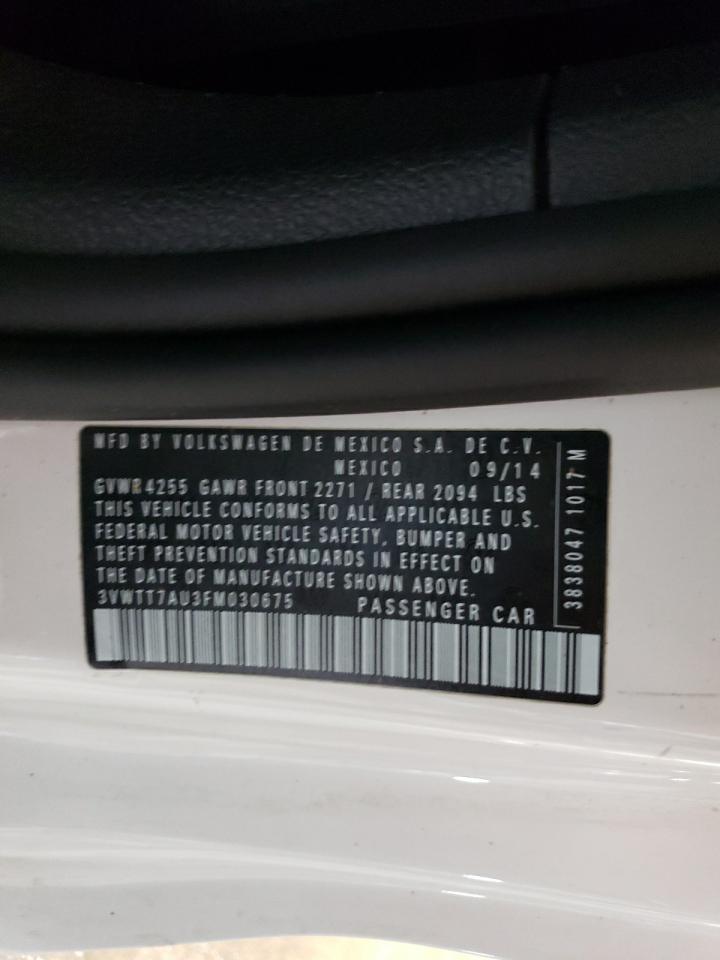 MFD BY VOLKSWAGEN DE MEXICO S.A. DE C.V.
MEXICO 09/14
GVWR 4255 GAWR FRONT 2271 / REAR 2094 LBS
THIS VEHICLE CONFORMS TO ALL APPLICABLE U.S.
FEDERAL MOTOR VEHICLE SAFETY, BUMPER AND
THEFT PREVENTION STANDARDS IN EFFECT ON
THE DATE OF MANUFACTURE SHOWN ABOVE.
3VWTT7AU3FM030675 PASSENGER CAR
3838047 1017 M